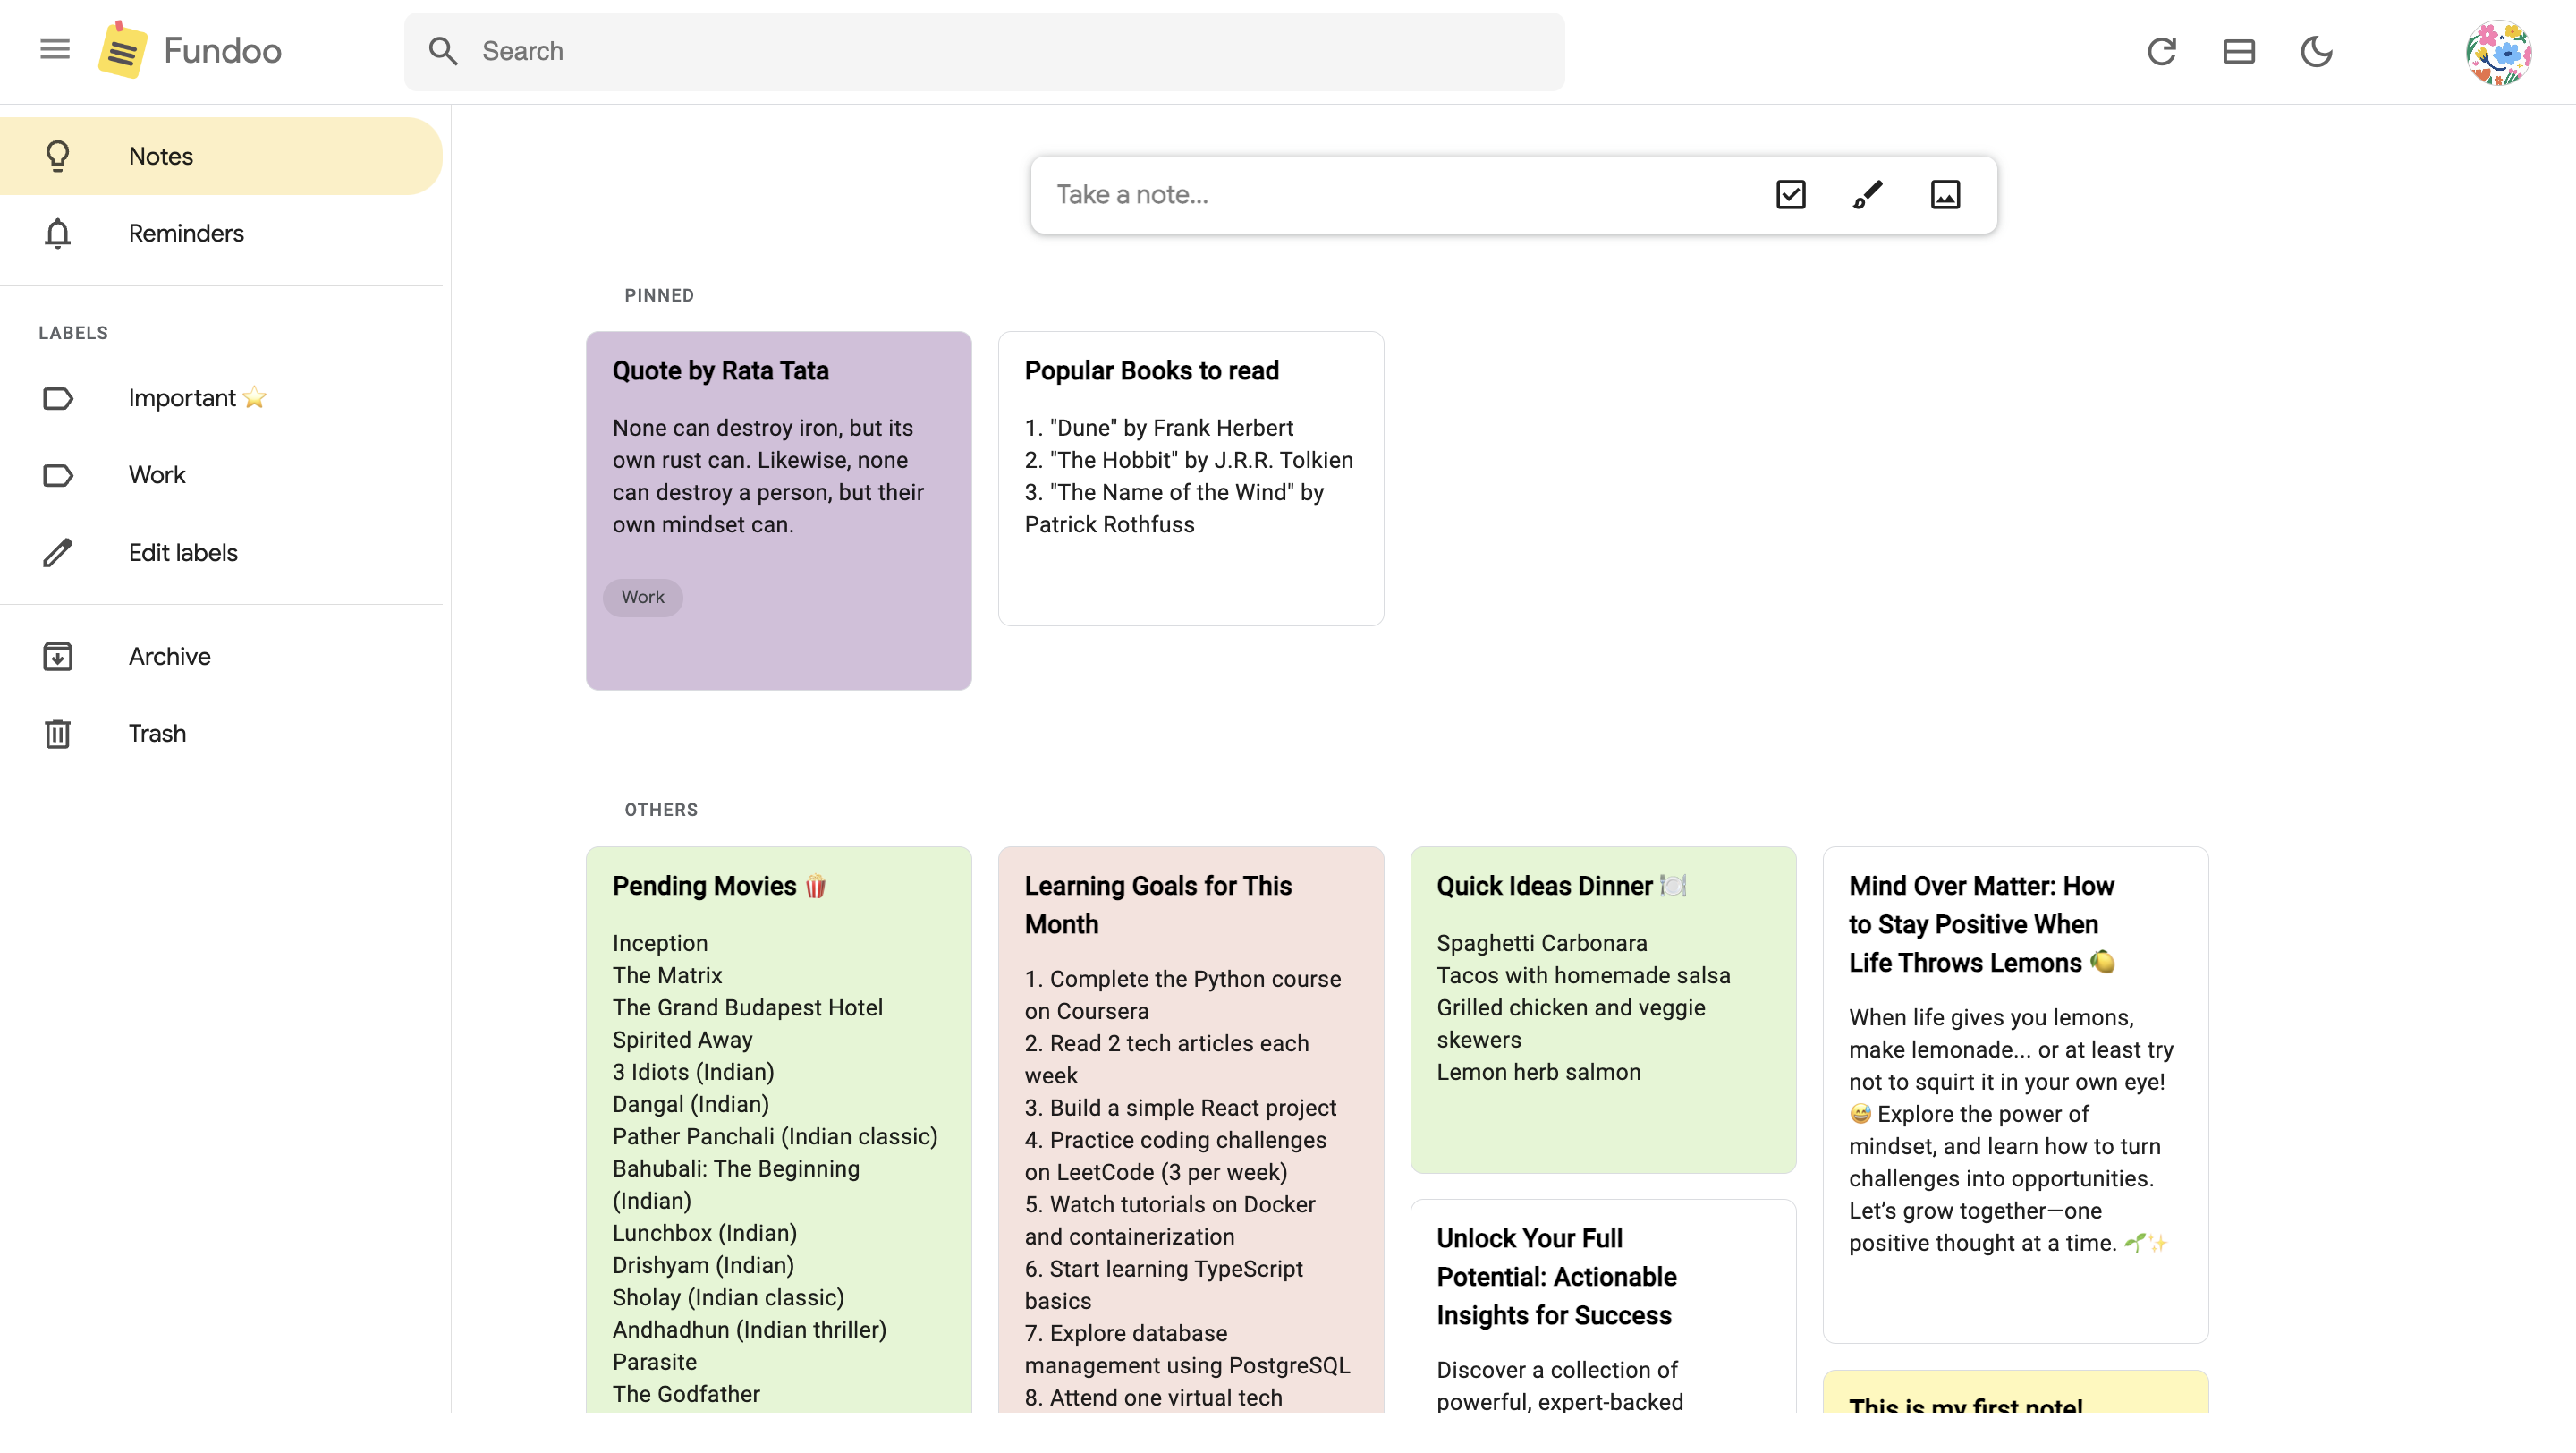 Fundoo
Search
Notes
Reminders
LABELS
Important ⭐
Work
Edit labels
Archive
Trash
Take a note...
PINNED
Quote by Rata Tata
None can destroy iron, but its
own rust can. Likewise, none
can destroy a person, but their
own mindset can.
Work
Popular Books to read
1. "Dune" by Frank Herbert
2. "The Hobbit" by J.R.R. Tolkien
3. "The Name of the Wind" by
Patrick Rothfuss
OTHERS
Pending Movies 🍿
Inception
The Matrix
The Grand Budapest Hotel
Spirited Away
3 Idiots (Indian)
Dangal (Indian)
Pather Panchali (Indian classic)
Bahubali: The Beginning
(Indian)
Lunchbox (Indian)
Drishyam (Indian)
Sholay (Indian classic)
Andhadhun (Indian thriller)
Parasite
The Godfather
Learning Goals for This
Month
1. Complete the Python course
on Coursera
2. Read 2 tech articles each
week
3. Build a simple React project
4. Practice coding challenges
on LeetCode (3 per week)
5. Watch tutorials on Docker
and containerization
6. Start learning TypeScript
basics
7. Explore database
management using PostgreSQL
8. Attend one virtual tech
Quick Ideas Dinner 🍽️
Spaghetti Carbonara
Tacos with homemade salsa
Grilled chicken and veggie
skewers
Lemon herb salmon
Unlock Your Full
Potential: Actionable
Insights for Success
Discover a collection of
powerful, expert-backed
Mind Over Matter: How
to Stay Positive When
Life Throws Lemons 🍋
When life gives you lemons,
make lemonade... or at least try
not to squirt it in your own eye!
😅 Explore the power of
mindset, and learn how to turn
challenges into opportunities.
Let’s grow together—one
positive thought at a time. 🌱✨
This is my first note!